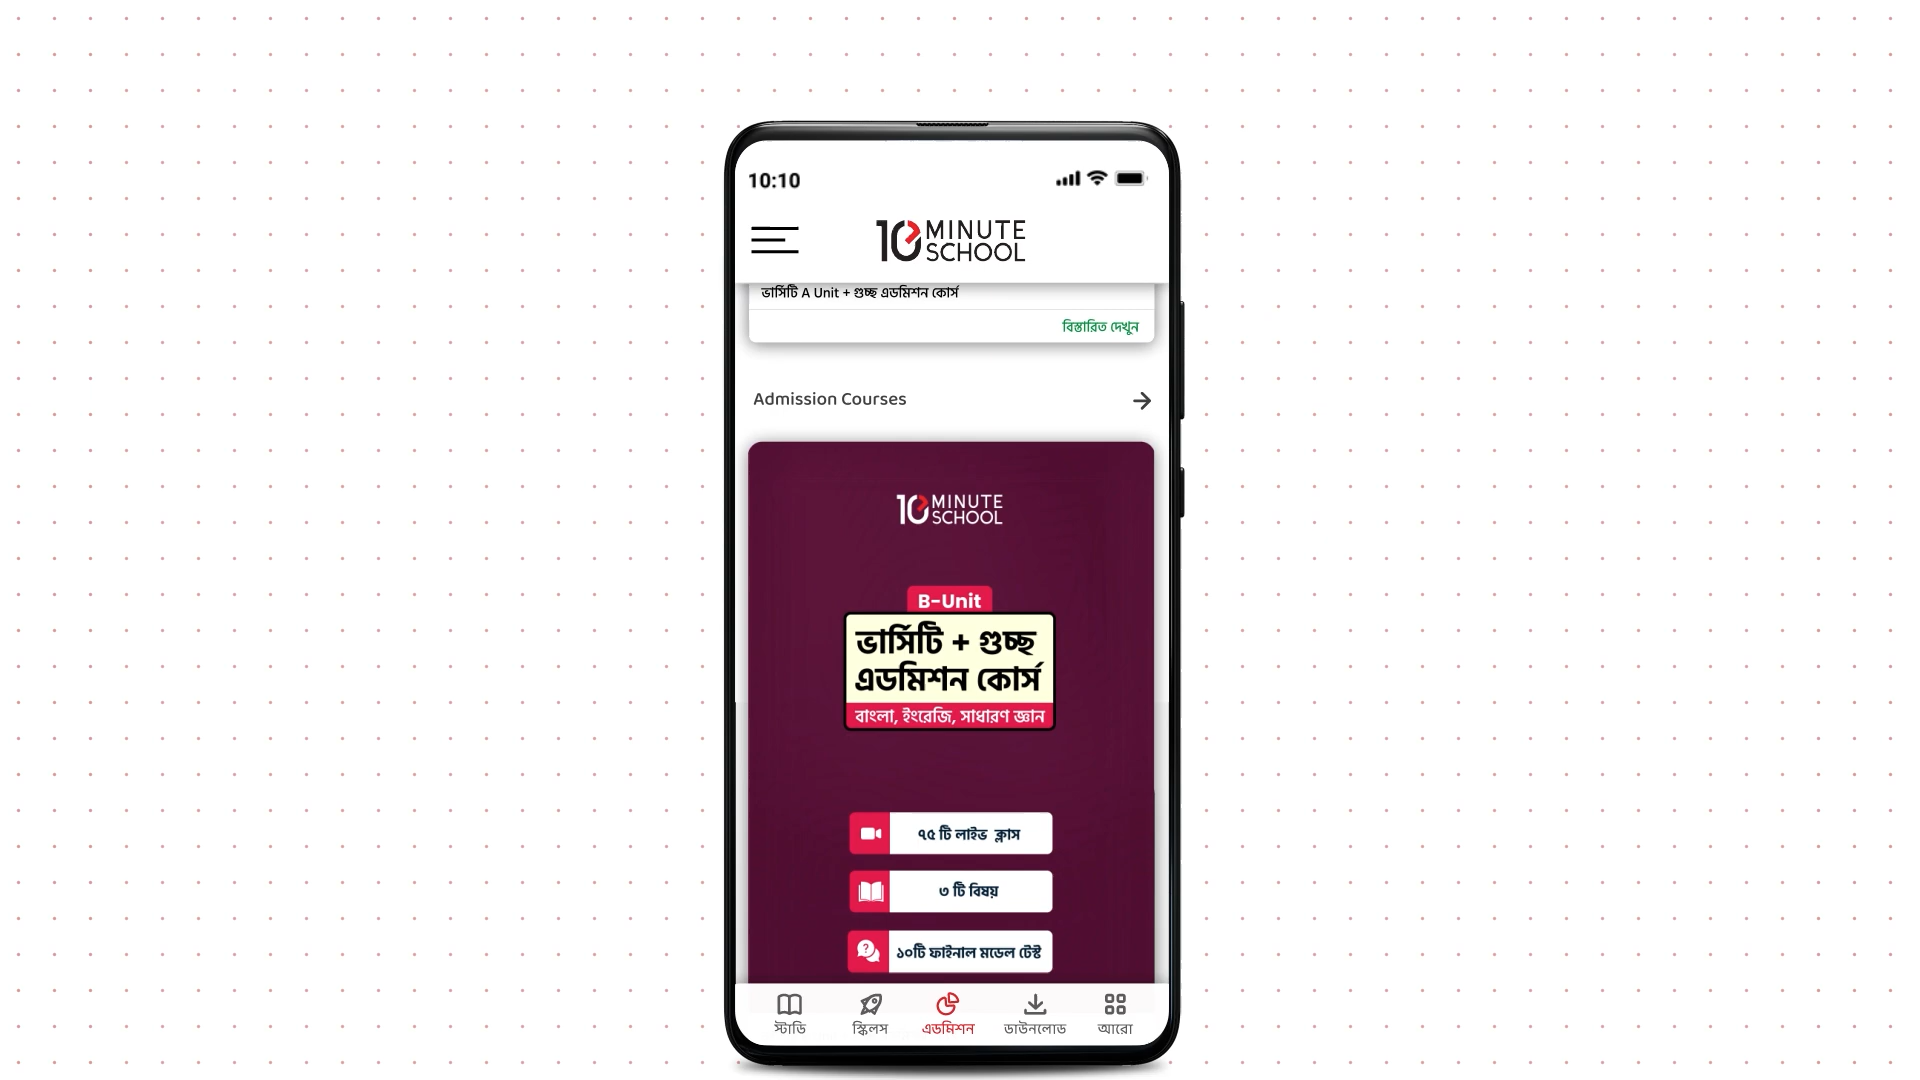 10:10
10 MINUTE
SCHOOL
ভার্সিটি A Unit + গুচ্ছ এডমিশন কোর্স
বিস্তারিত দেখুন
Admission Courses
10 MINUTE
SCHOOL
B-Unit
ভার্সিটি + গুচ্ছ
এডমিশন কোর্স
বাংলা, ইংরেজি, সাধারণ জ্ঞান
৭৫ টি লাইভ ক্লাস
৩ টি বিষয়
১০টি ফাইনাল মডেল টেস্ট
স্টাডি স্কিলস এডমিশন ডাউনলোড আরো